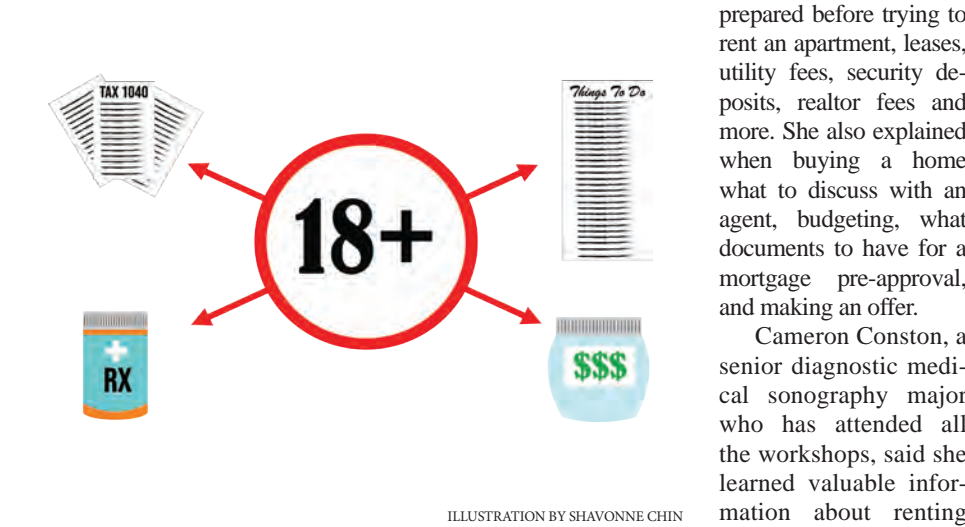 TAX 1040
Things To Do
18+
RX
$$$
ILLUSTRATION BY SHAVONNE CHIN
prepared before trying to
rent an apartment, leases,
utility fees, security de-
posits, realtor fees and
more. She also explained
when buying a home
what to discuss with an
agent, budgeting, what
documents to have for a
mortgage pre-approval,
and making an offer.
Cameron Conston, a
senior diagnostic medi-
cal sonography major
who has attended all
the workshops, said she
learned valuable infor-
mation about renting